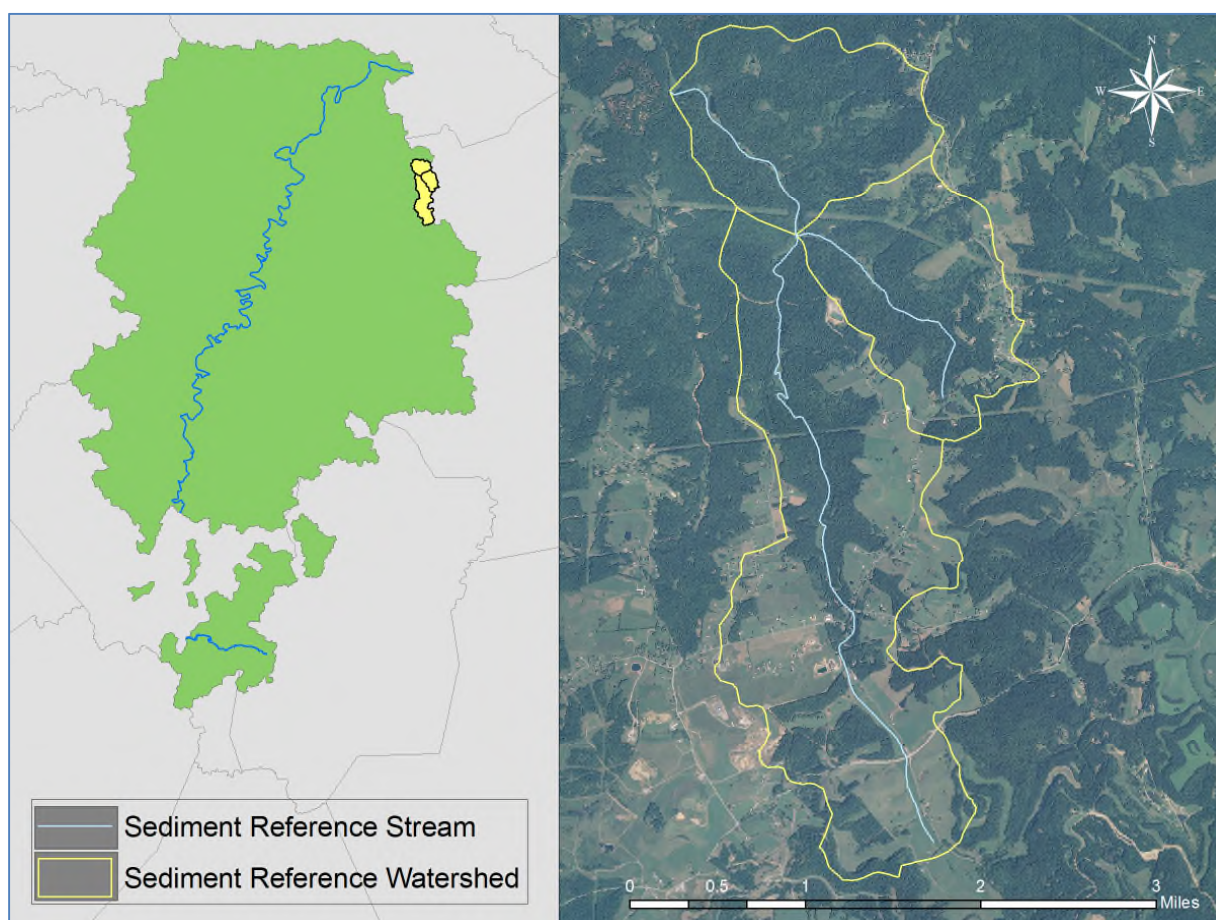 Sediment Reference Stream
Sediment Reference Watershed
N
W E
S
0 0.5 1 2 3
Miles